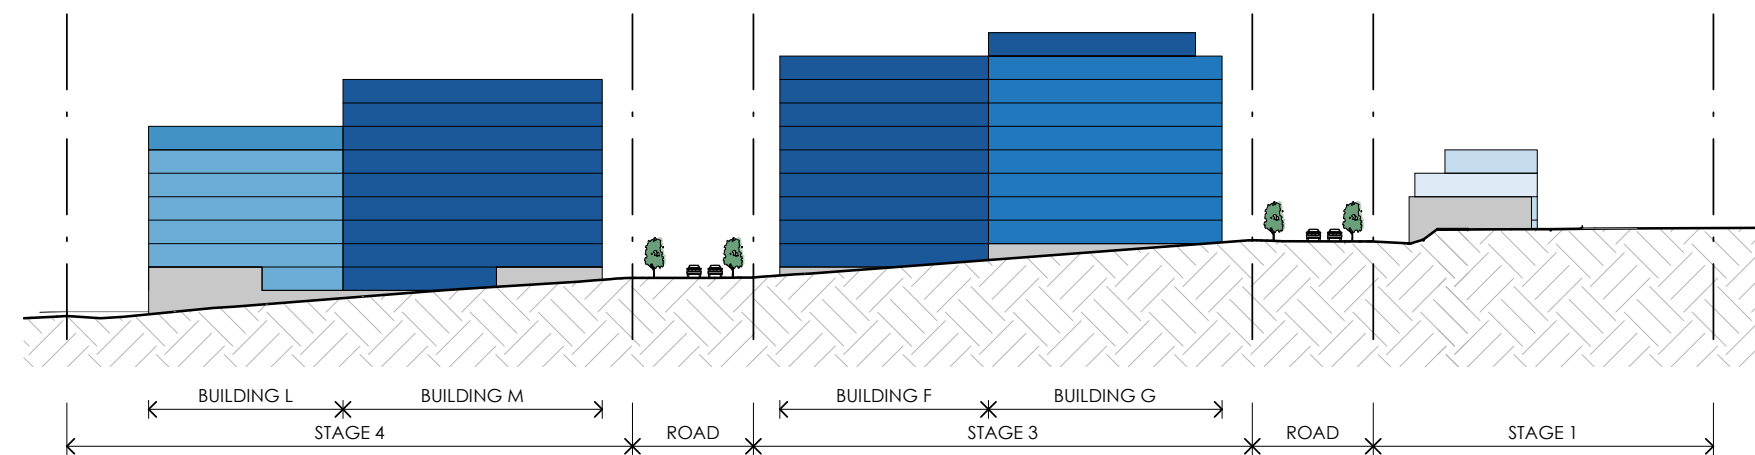 BUILDING L
BUILDING M
BUILDING F
BUILDING G
STAGE 4
ROAD
STAGE 3
ROAD
STAGE 1